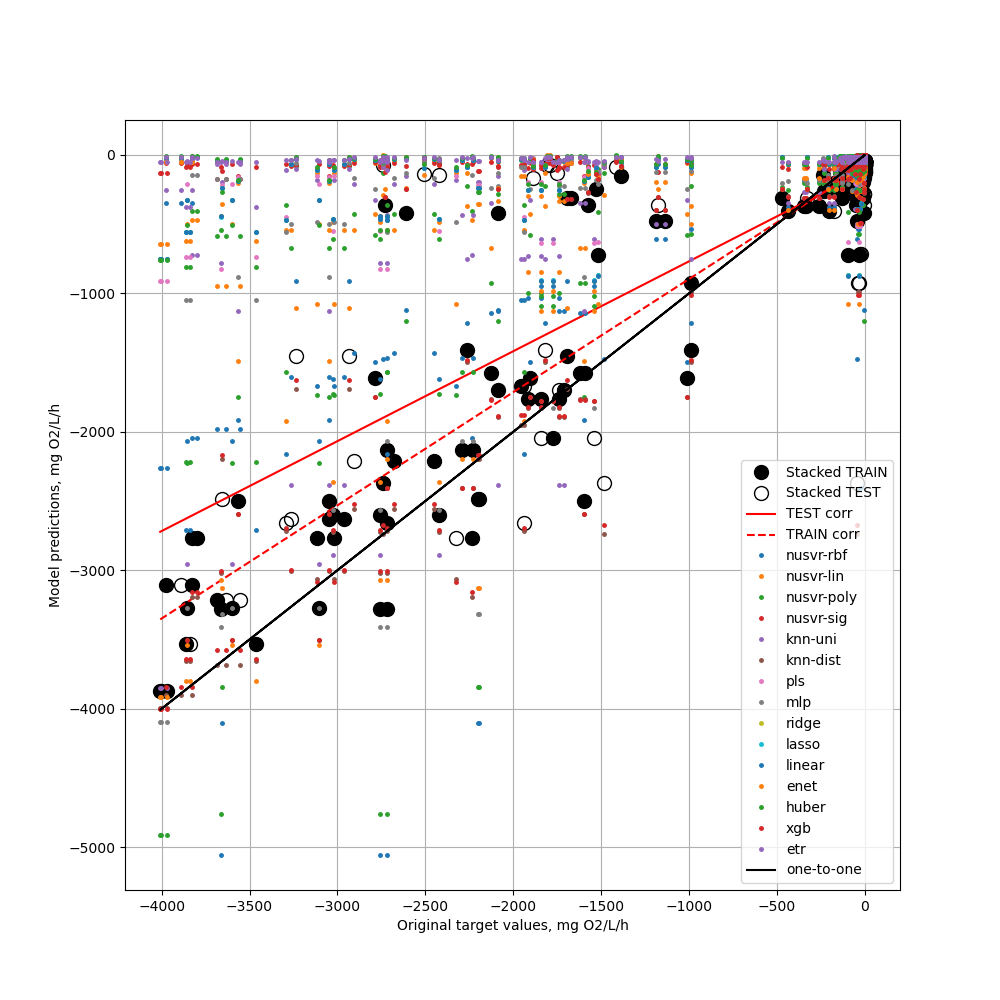 0
−1000
−2000
−3000
−4000
−5000
Model predictions, mg O2/L/h
−4000
−3500
−3000
−2500
−2000
−1500
−1000
−500
0
Original target values, mg O2/L/h
Stacked TRAIN
Stacked TEST
TEST corr
TRAIN corr
nusvr-rbf
nusvr-lin
nusvr-poly
nusvr-sig
knn-uni
knn-dist
pls
mlp
ridge
lasso
linear
enet
huber
xgb
etr
one-to-one